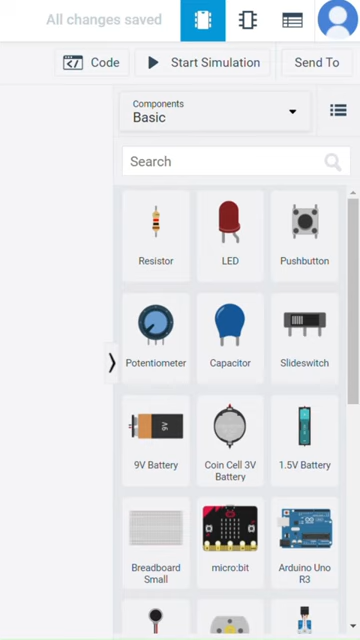 All changes saved
Code
Start Simulation
Send To
Components
Basic
Search
Resistor
LED
Pushbutton
Potentiometer
Capacitor
Slideswitch
9V
9V Battery
Coin Cell 3V
Battery
1.5V Battery
Breadboard
Small
micro:bit
Arduino Uno
R3